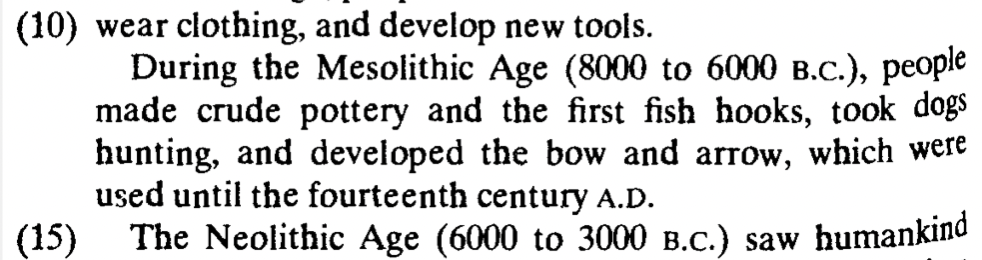 (10) wear clothing, and develop new tools.
During the Mesolithic Age (8000 to 6000 B.C.), people
made crude pottery and the first fish hooks, took dogs
hunting, and developed the bow and arrow, which were
used until the fourteenth century A.D.
(15) The Neolithic Age (6000 to 3000 B.C.) saw humankind